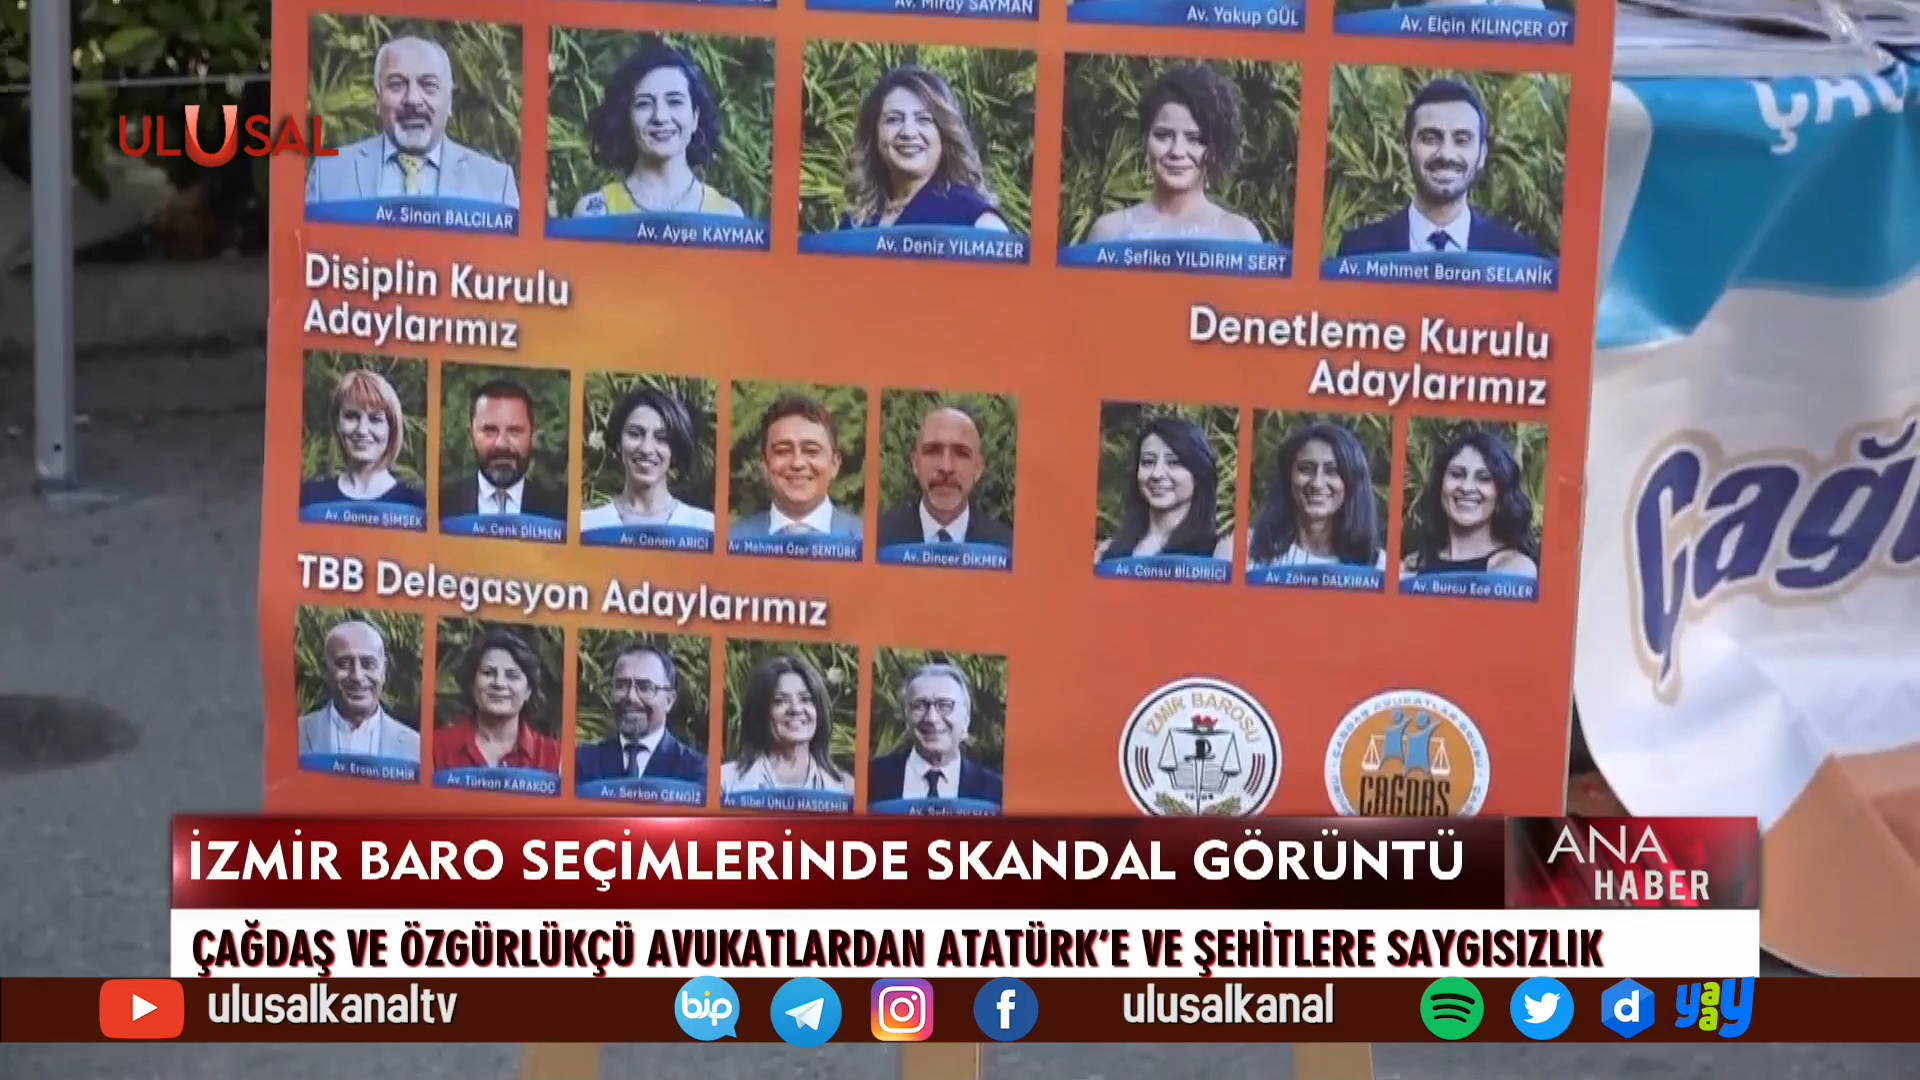 Av. Miray SAYMAN
Av. Yakup GÜL
Av. Elçin KILINÇER OT
ULUSAL
Av. Sinan BALCILAR
Av. Ayşe KAYMAK
Av. Deniz YILMAZER
Av. Şefika YILDIRIM SERT
Av. Mehmet Baran SELANİK
Disiplin Kurulu
Adaylarımız
Denetleme Kurulu
Adaylarımız
Av. Gamze ŞİMŞEK
Av. Cenk DİLMEN
Av. Canan ARICI
Av. Mehmet Özer ŞENTÜRK
Av. Dinçer DİKMEN
Av. Cansu BİLDİRİCİ
Av. Zöhre DALKIRAN
Av. Burcu Ece GÜLER
TBB Delegasyon Adaylarımız
Av. Ercan DEMİR
Av. Türkan KARAKOÇ
Av. Serkan CENGİZ
Av. Sibel ÜNLÜ HASDEMİR
İZMİR BAROSU
ÇAĞDAŞ AVUKATLAR GRUBU
ÇAĞDAŞ
İZMİR BARO SEÇİMLERİNDE SKANDAL GÖRÜNTÜ
ANA
HABER
ÇAĞDAŞ VE ÖZGÜRLÜKÇÜ AVUKATLARDAN ATATÜRK'E VE ŞEHİTLERE SAYGISIZLIK
ulusalkanaltv
bip
ulusalkanal
d
yaay